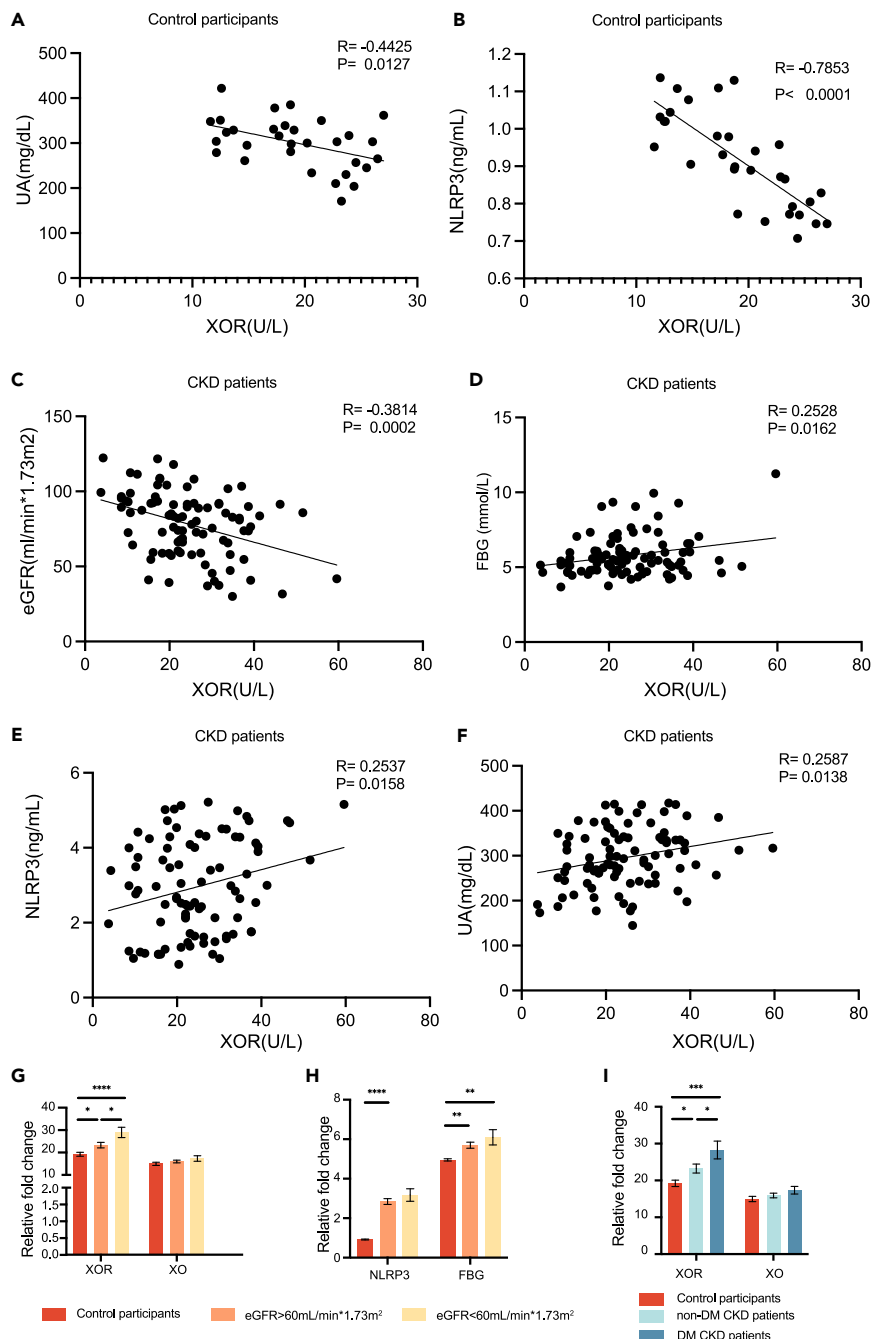 A
Control participants
R= -0.4425
P= 0.0127
UA(mg/dL)
500
400
300
200
100
0
0 10 20 30
XOR(U/L)
B
Control participants
R= -0.7853
P< 0.0001
NLRP3(ng/mL)
1.2
1.1
1.0
0.9
0.8
0.7
0.6
0 10 20 30
XOR(U/L)
C
CKD patients
R= -0.3814
P= 0.0002
eGFR(ml/min*1.73m2)
150
100
50
0
0 20 40 60 80
XOR(U/L)
D
CKD patients
R= 0.2528
P= 0.0162
FBG (mmol/L)
15
10
5
0
0 20 40 60 80
XOR(U/L)
E
CKD patients
R= 0.2537
P= 0.0158
NLRP3(ng/mL)
6
4
2
0
0 20 40 60 80
XOR(U/L)
F
CKD patients
R= 0.2587
P= 0.0138
UA(mg/dL)
500
400
300
200
100
0
0 20 40 60 80
XOR(U/L)
G
****
* *
Relative fold change
40
30
20
10
2.0
1.5
1.0
0.5
0.0
XOR XO
H
**** ** **
Relative fold change
8
6
4
2
0
NLRP3 FBG
I
***
* *
Relative fold change
40
30
20
10
0
XOR XO
Control participants eGFR>60mL/min*1.73m² eGFR<60mL/min*1.73m²
Control participants
non-DM CKD patients
DM CKD patients